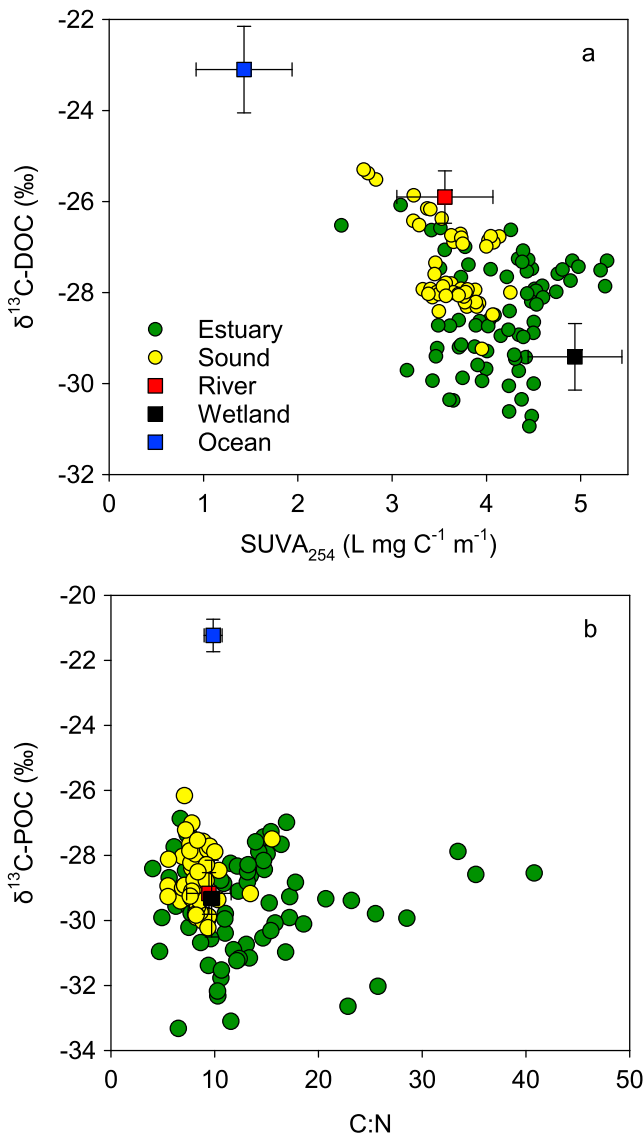 -22
a
-24
-26
-28
-30
-32
δ¹³C-DOC (‰)
Estuary
Sound
River
Wetland
Ocean
0 1 2 3 4 5
SUVA₂₅₄ (L mg C⁻¹ m⁻¹)
-20
b
-22
-24
-26
-28
-30
-32
-34
δ¹³C-POC (‰)
0 10 20 30 40 50
C:N